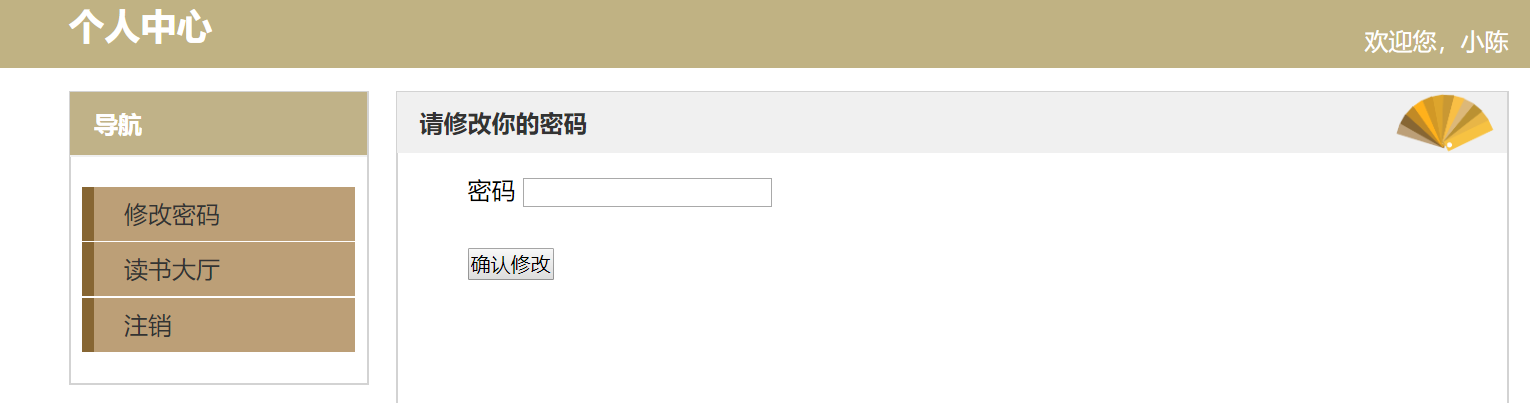 个人中心
欢迎您，小陈
导航
修改密码
读书大厅
注销
请修改你的密码
密码
确认修改